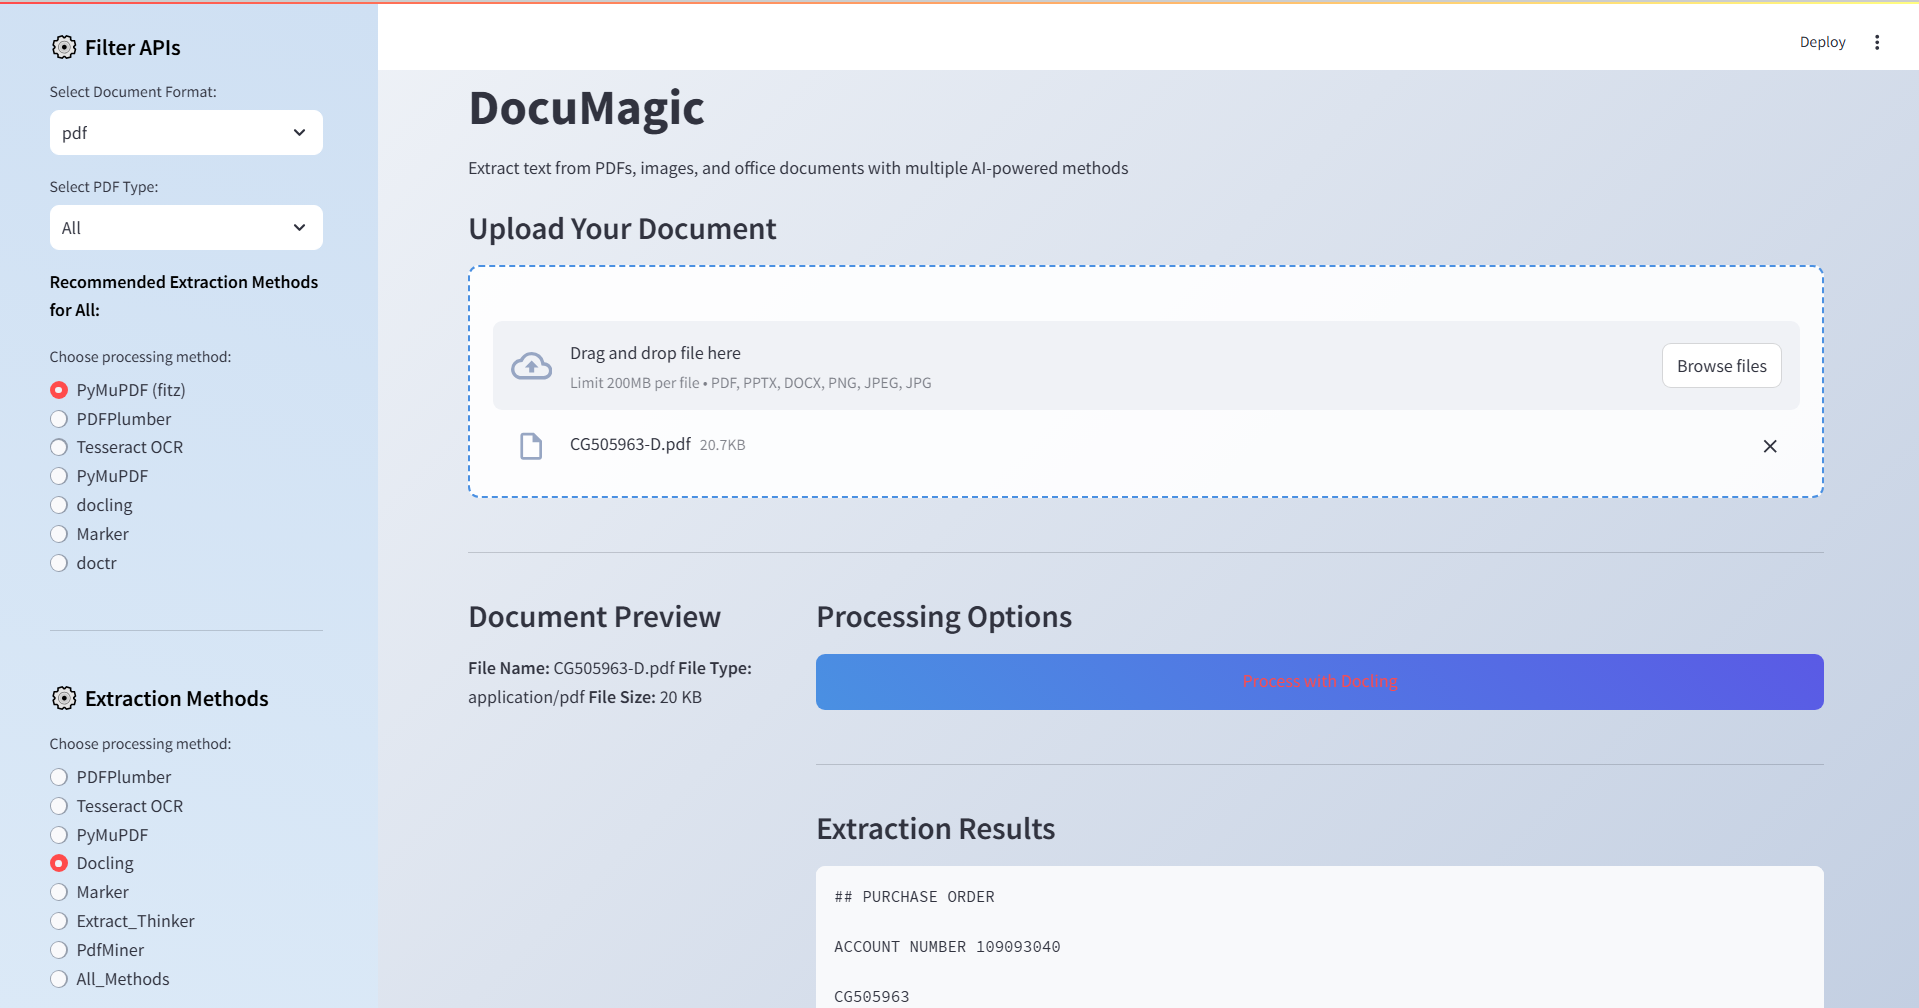 Filter APIs
Select Document Format:
pdf
Select PDF Type:
All
Recommended Extraction Methods
for All:
Choose processing method:
PyMuPDF (fitz)
PDFPlumber
Tesseract OCR
PyMuPDF
docling
Marker
doctr
Extraction Methods
Choose processing method:
PDFPlumber
Tesseract OCR
PyMuPDF
Docling
Marker
Extract_Thinker
PdfMiner
All_Methods
Deploy
DocuMagic
Extract text from PDFs, images, and office documents with multiple AI-powered methods
Upload Your Document
Drag and drop file here
Limit 200MB per file • PDF, PPTX, DOCX, PNG, JPEG, JPG
Browse files
CG505963-D.pdf 20.7KB
Document Preview
File Name: CG505963-D.pdf File Type:
application/pdf File Size: 20 KB
Processing Options
Process with Docling
Extraction Results
## PURCHASE ORDER
ACCOUNT NUMBER 109093040
CG505963